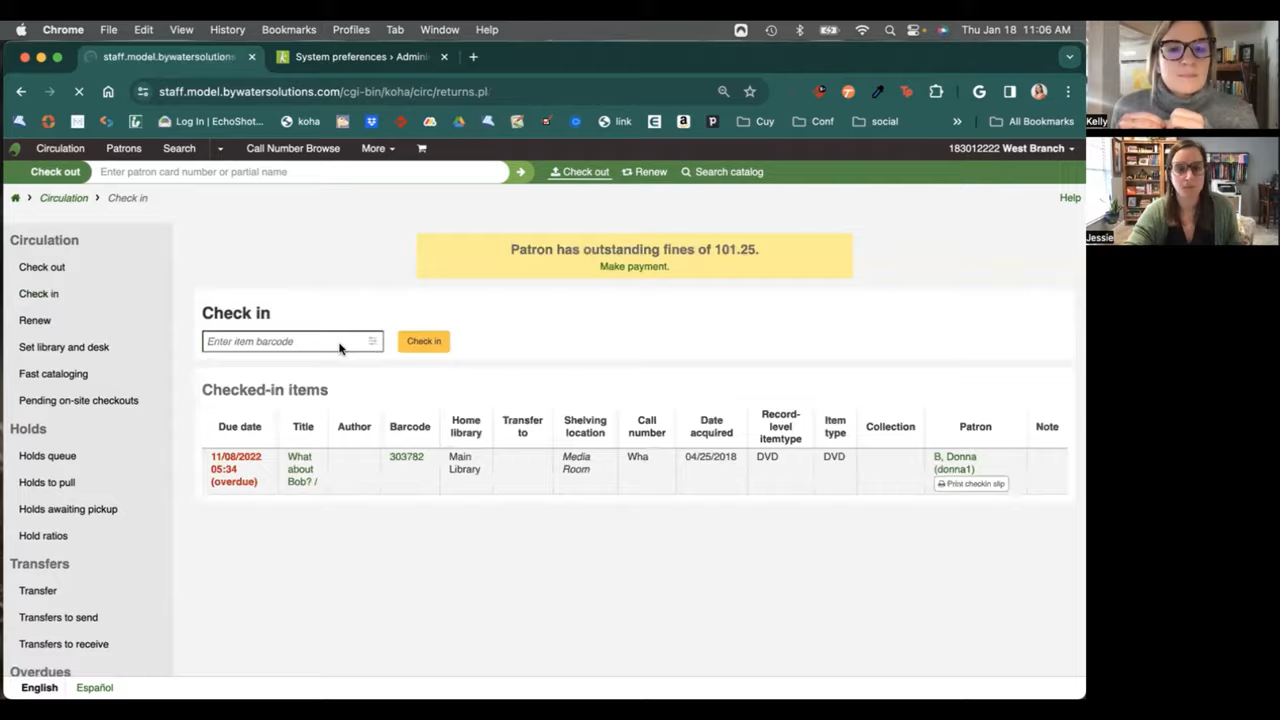 Chrome File Edit View History Bookmarks Profiles Tab Window Help
Thu Jan 18 11:06 AM
staff.model.bywatersolutions
System preferences › Admini
staff.model.bywatersolutions.com/cgi-bin/koha/circ/returns.pl
Log In | EchoShot...
koha
link
Cuy
Conf
social
»
All Bookmarks
Circulation Patrons Search Call Number Browse More
183012222 West Branch
Check out
Enter patron card number or partial name
Check out
Renew
Search catalog
Circulation
Check in
Help
Circulation
Check out
Check in
Renew
Set library and desk
Fast cataloging
Pending on-site checkouts
Holds
Holds queue
Holds to pull
Holds awaiting pickup
Hold ratios
Transfers
Transfer
Transfers to send
Transfers to receive
Overdues
English Español
Patron has outstanding fines of 101.25.
Make payment.
Check in
Enter item barcode
Check in
Checked-in items
Due date Title Author Barcode Home library Transfer to Shelving location Call number Date acquired Record-level itemtype Item type Collection Patron Note
11/08/2022 05:34 (overdue) What about Bob? / 303782 Main Library Media Room Wha 04/25/2018 DVD DVD B, Donna (donna1)
Print checkin slip
Kelly
Jessie